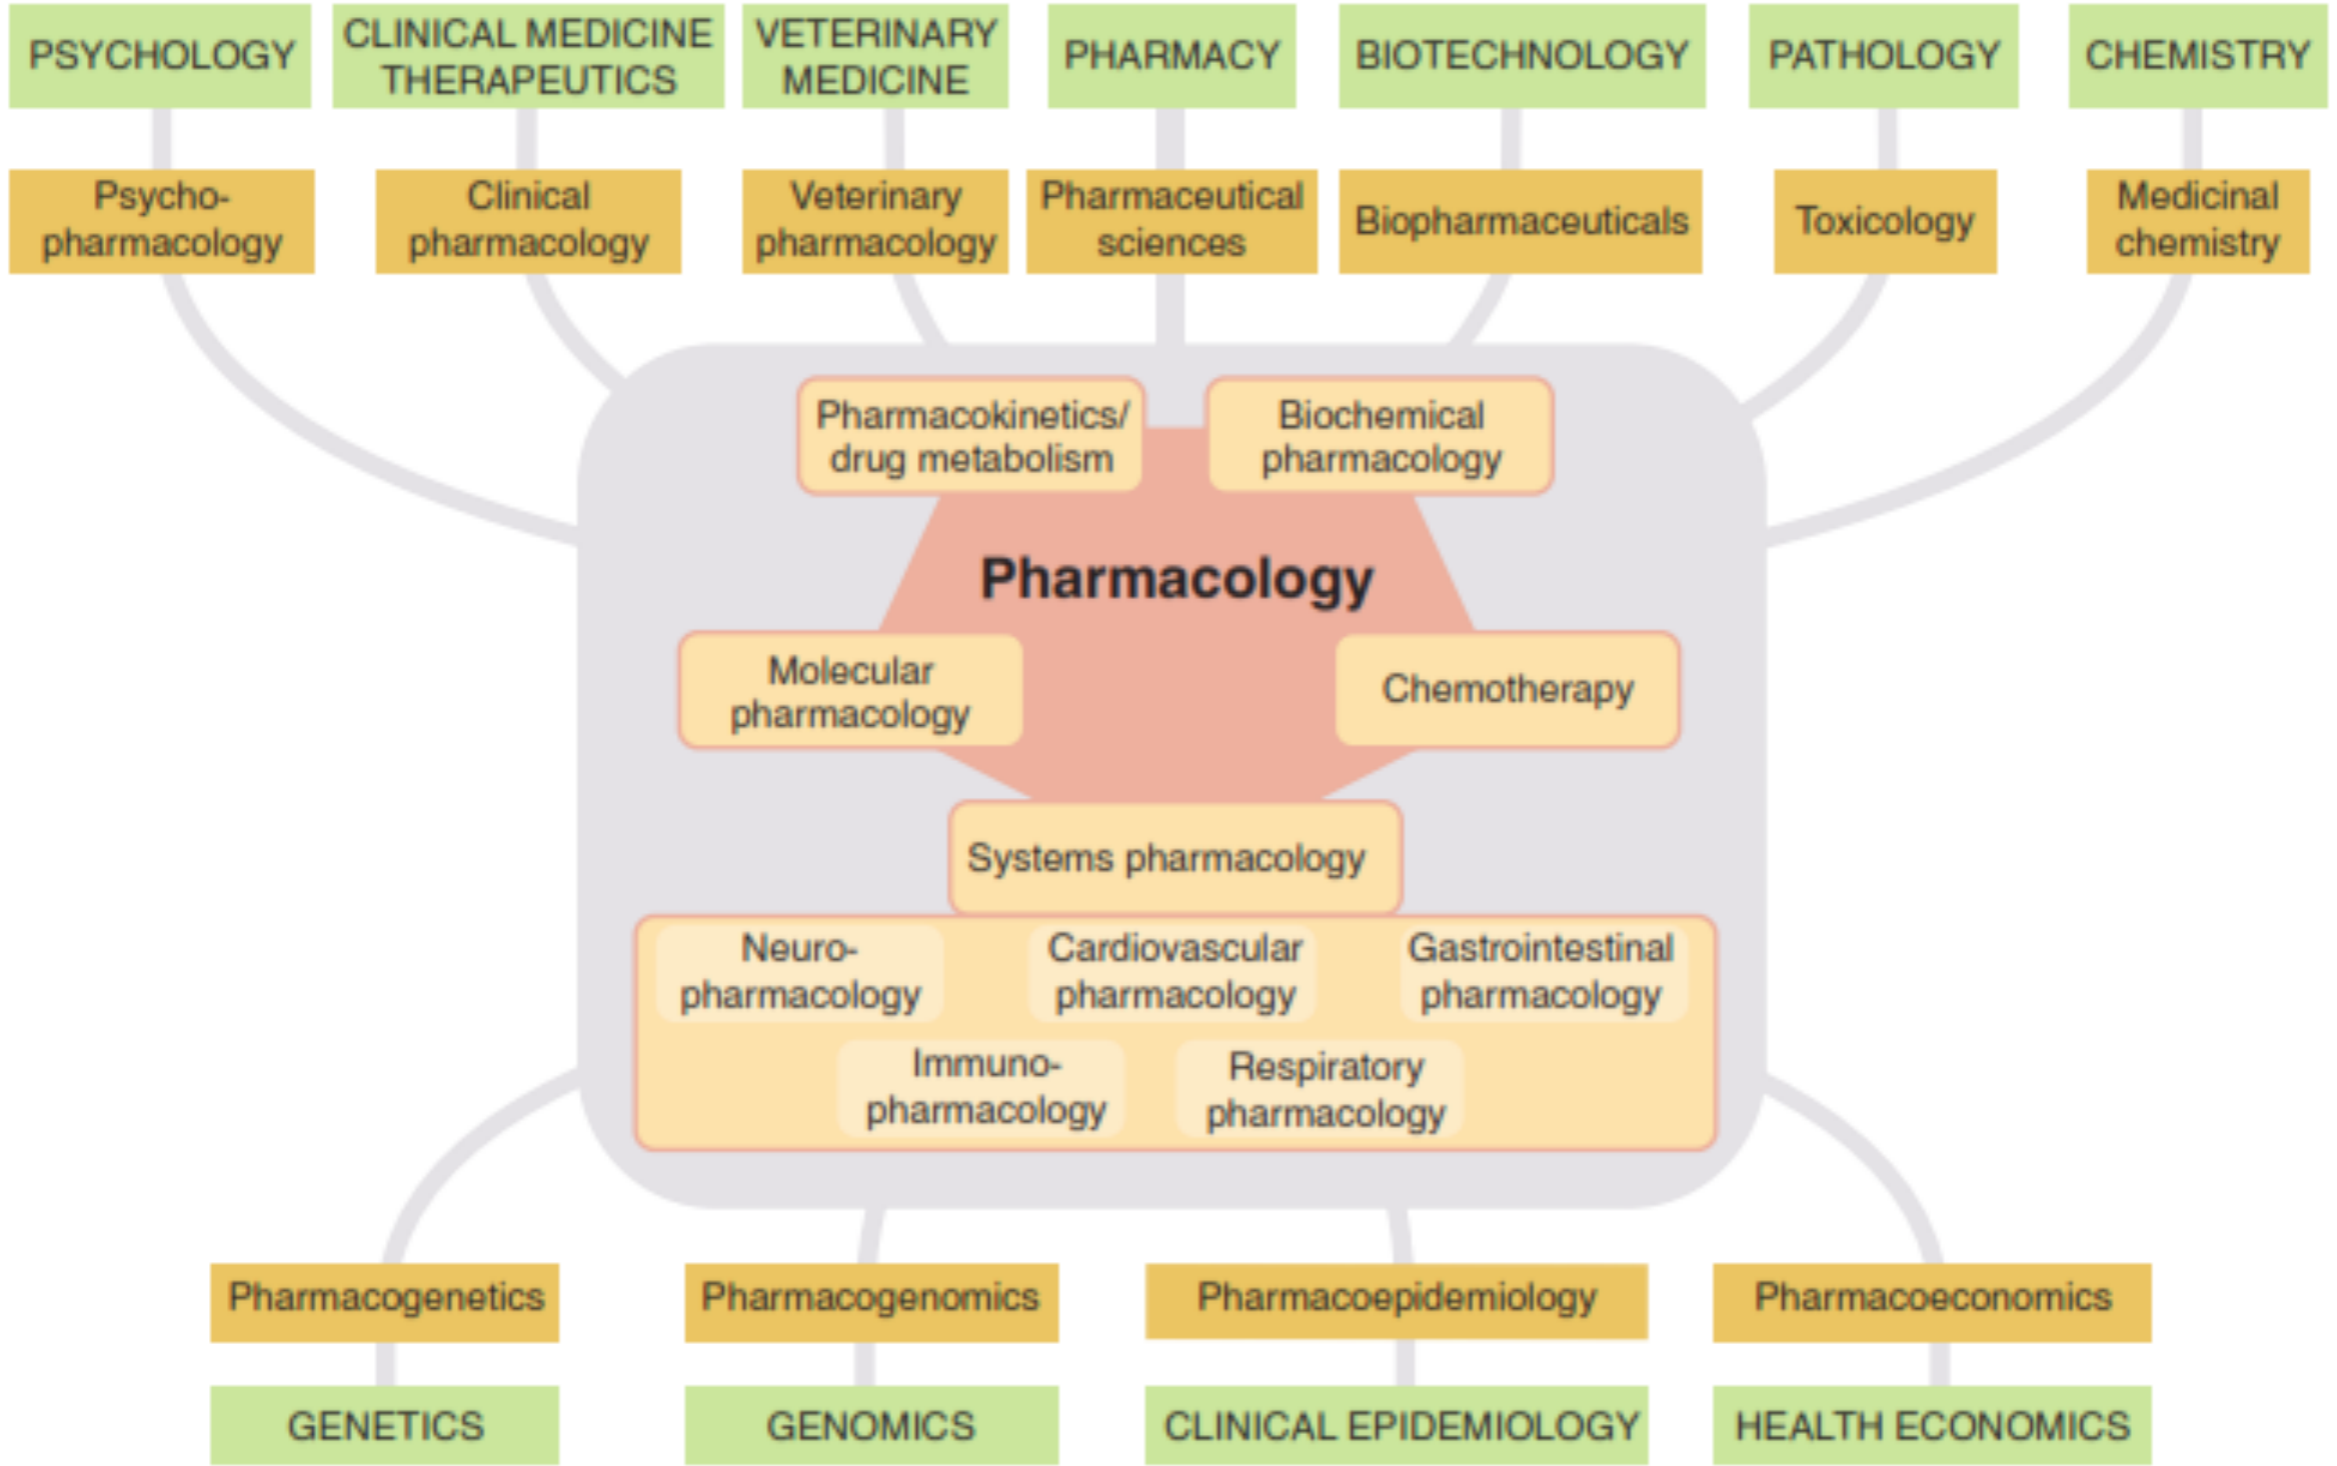 PSYCHOLOGY
CLINICAL MEDICINE
THERAPEUTICS
VETERINARY
MEDICINE
PHARMACY
BIOTECHNOLOGY
PATHOLOGY
CHEMISTRY
Psycho-
pharmacology
Clinical
pharmacology
Veterinary
pharmacology
Pharmaceutical
sciences
Biopharmaceuticals
Toxicology
Medicinal
chemistry
Pharmacokinetics/
drug metabolism
Biochemical
pharmacology
Pharmacology
Molecular
pharmacology
Chemotherapy
Systems pharmacology
Neuro-
pharmacology
Cardiovascular
pharmacology
Gastrointestinal
pharmacology
Immuno-
pharmacology
Respiratory
pharmacology
Pharmacogenetics
Pharmacogenomics
Pharmacoepidemiology
Pharmacoeconomics
GENETICS
GENOMICS
CLINICAL EPIDEMIOLOGY
HEALTH ECONOMICS